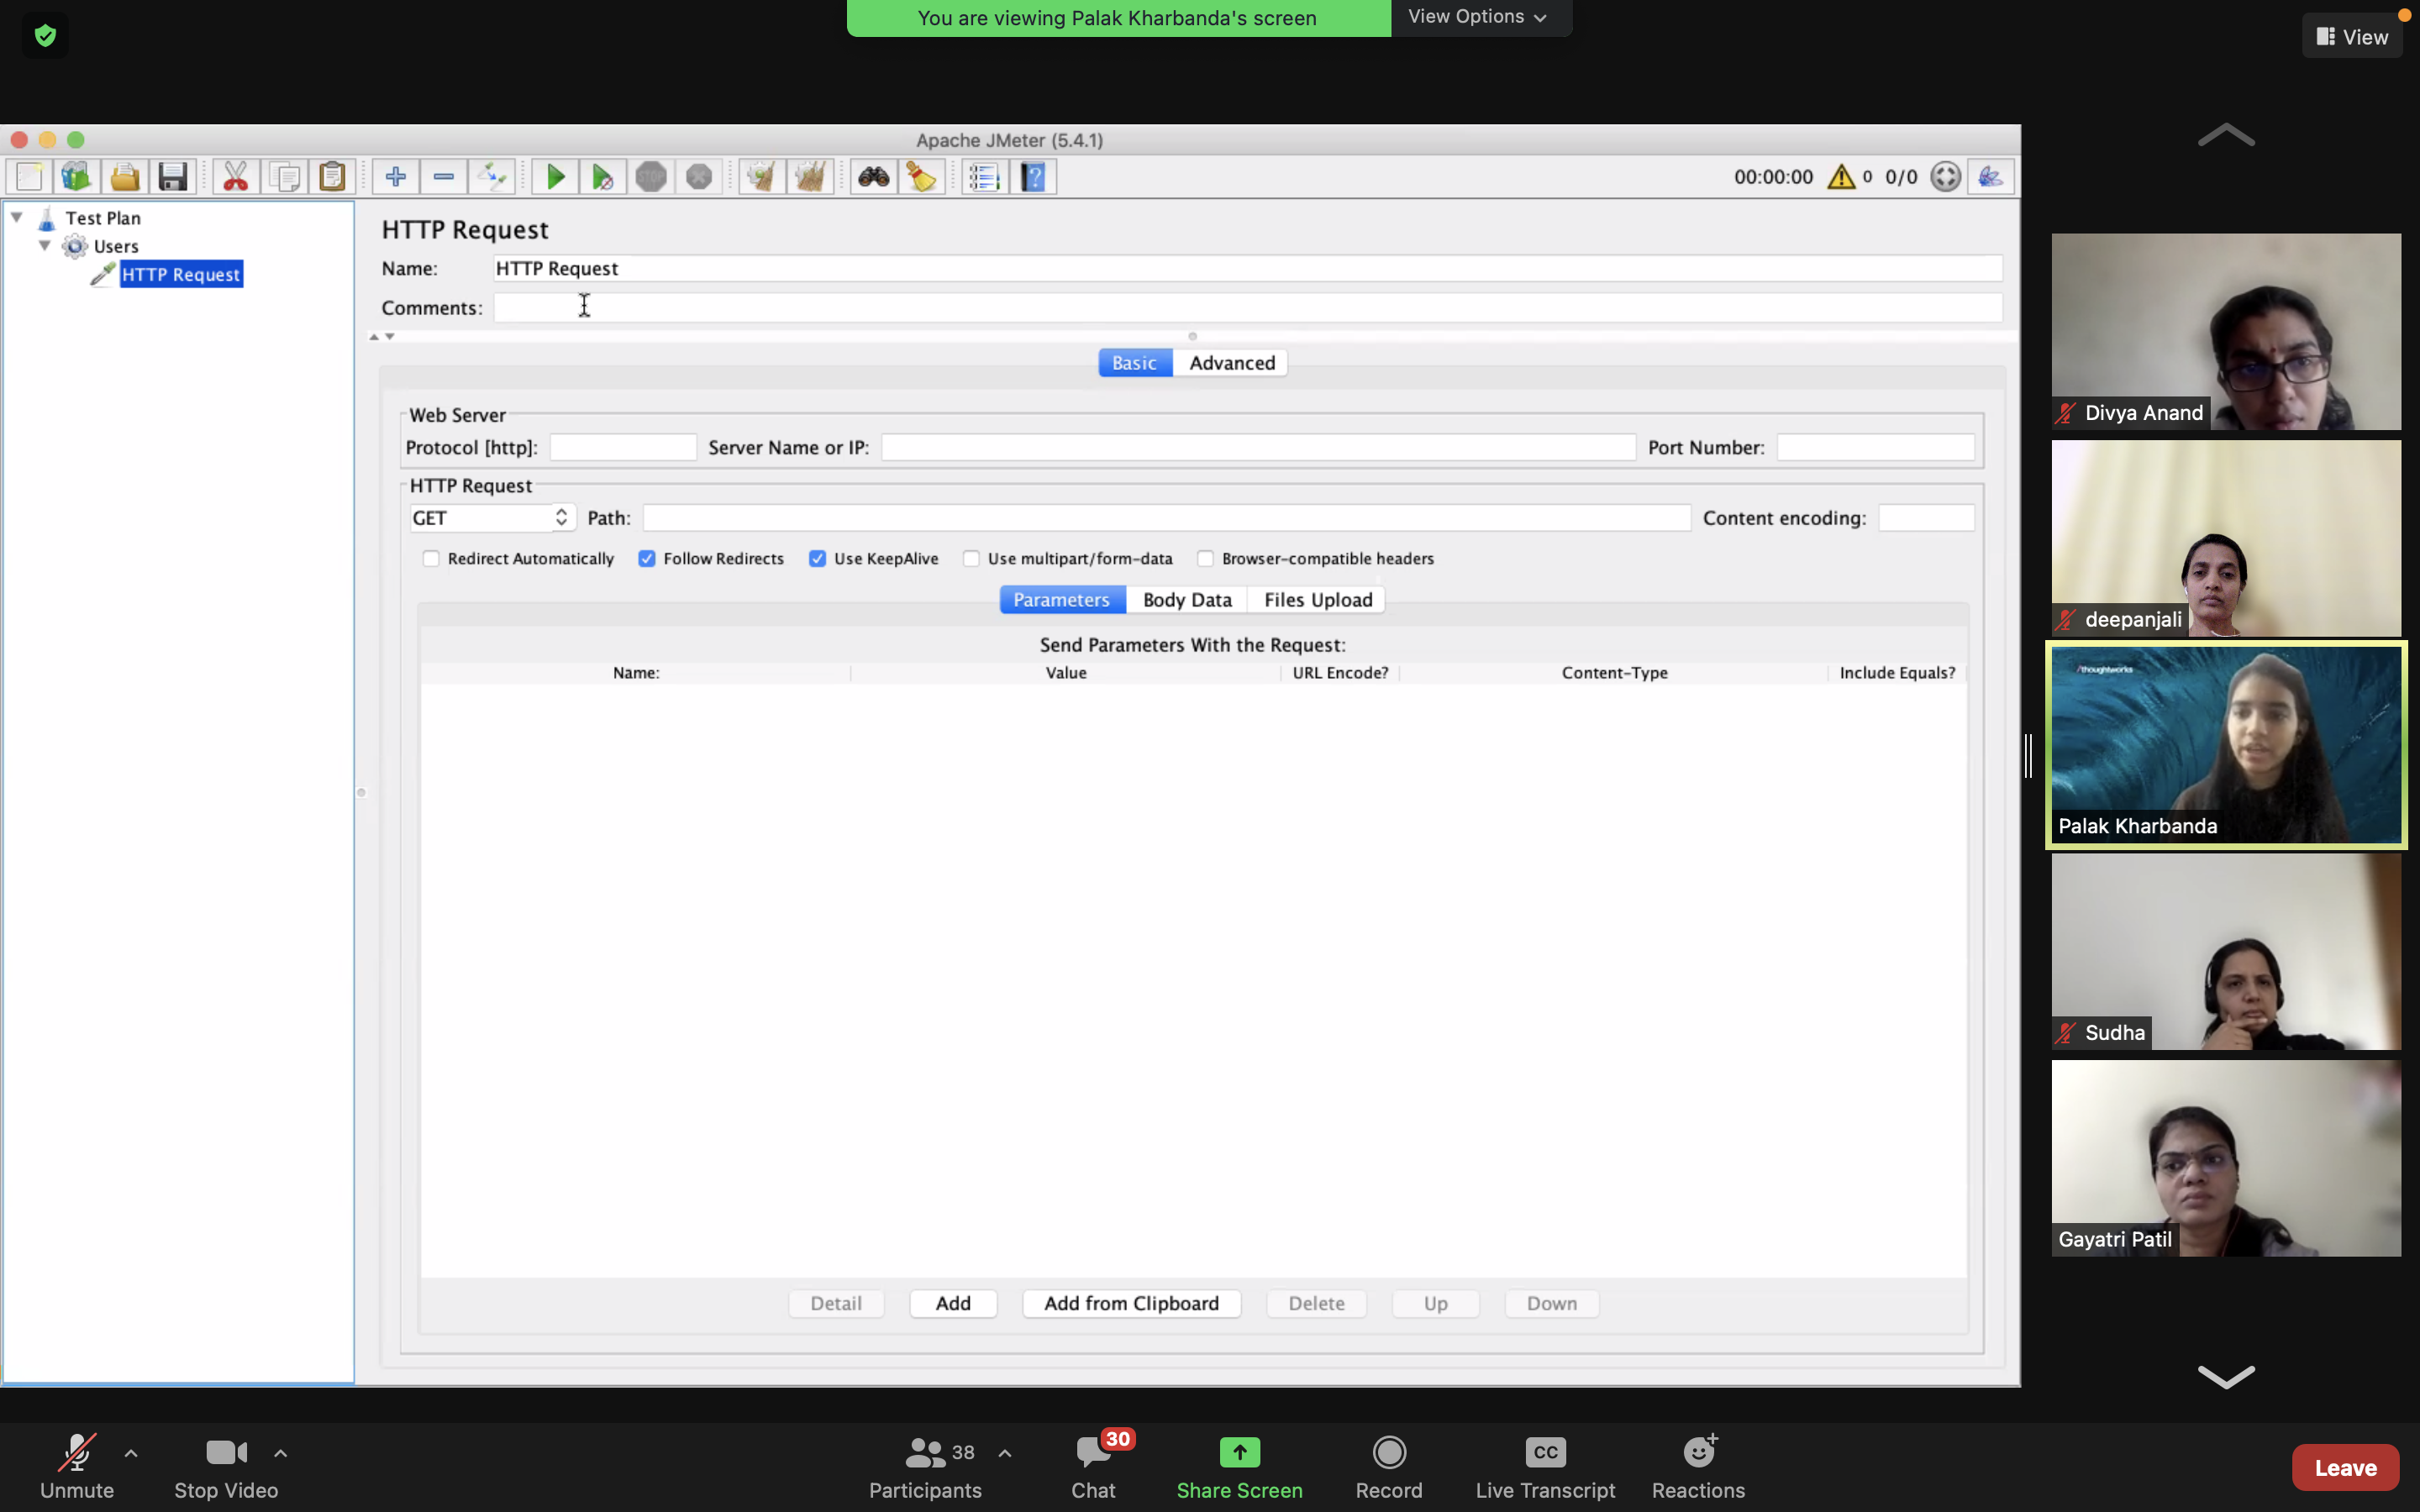 You are viewing Palak Kharbanda's screen
View Options
View
Apache JMeter (5.4.1)
00:00:00 0 0/0
Test Plan
Users
HTTP Request
HTTP Request
Name: HTTP Request
Comments:
Basic Advanced
Web Server
Protocol [http]: Server Name or IP: Port Number:
HTTP Request
GET Path: Content encoding:
Redirect Automatically Follow Redirects Use KeepAlive Use multipart/form-data Browser-compatible headers
Parameters Body Data Files Upload
Send Parameters With the Request:
Name: Value URL Encode? Content-Type Include Equals?
Detail Add Add from Clipboard Delete Up Down
Divya Anand
deepanjali
/thoughtworks
Palak Kharbanda
Sudha
Gayatri Patil
Unmute
Stop Video
38
Participants
30
Chat
Share Screen
Record
CC
Live Transcript
Reactions
Leave